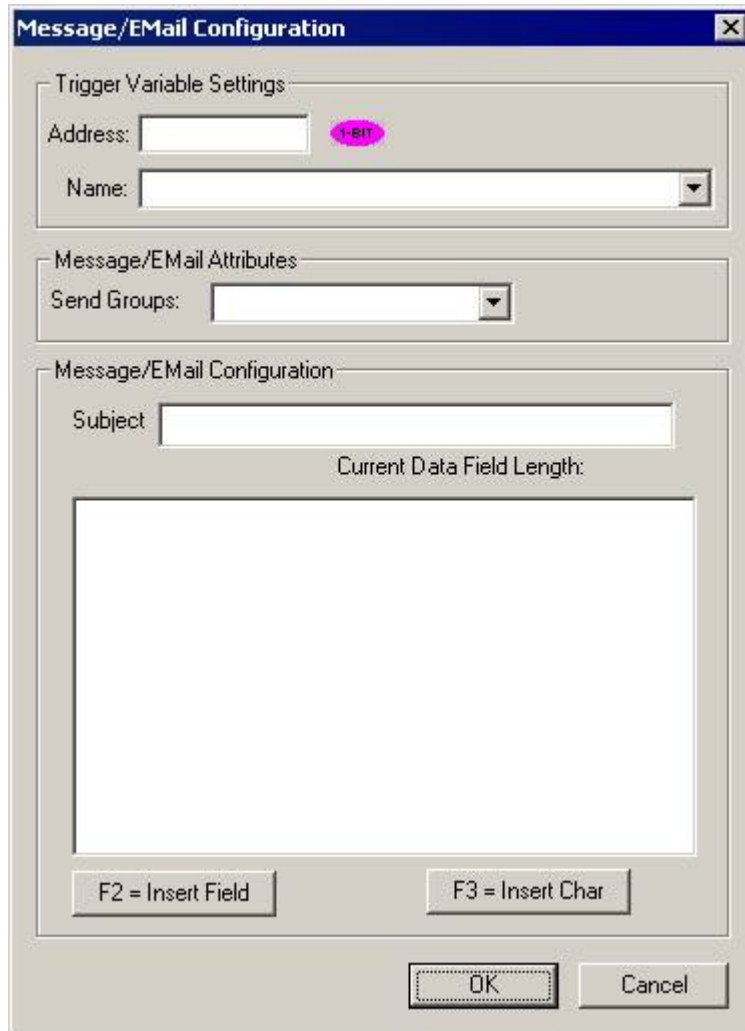 Message/EMail Configuration
Trigger Variable Settings
Address:
1-BIT
Name:
Message/EMail Attributes
Send Groups:
Message/EMail Configuration
Subject
Current Data Field Length:
F2 = Insert Field
F3 = Insert Char
OK
Cancel